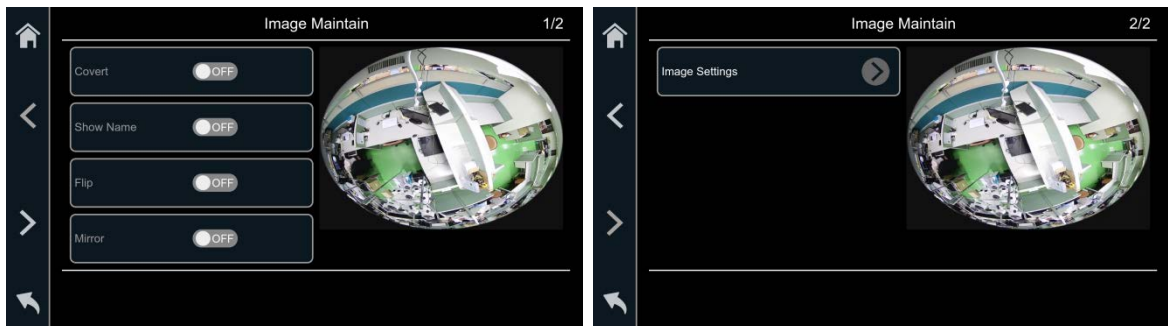 Image Maintain 1/2
Covert OFF
Show Name OFF
Flip OFF
Mirror OFF
Image Maintain 2/2
Image Settings